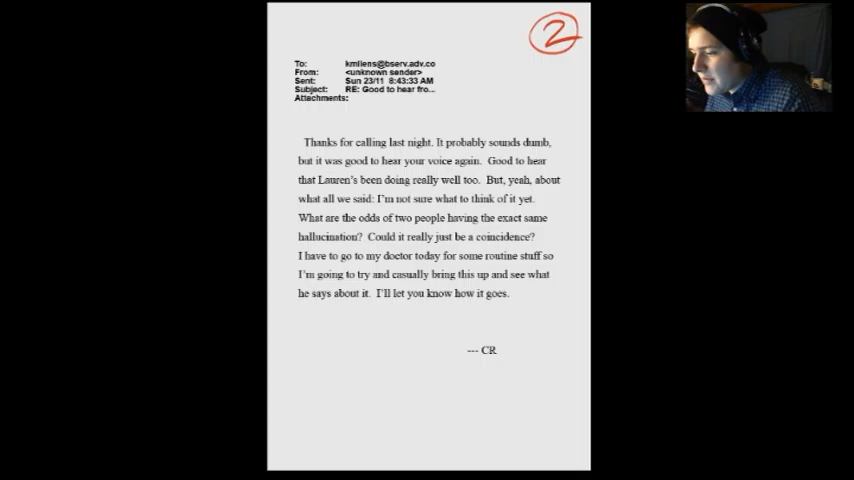 2
To: kmliens@bserv.adv.co
From: <unknown sender>
Sent: Sun 23/11 8:43:33 AM
Subject: RE: Good to hear fro...
Attachments:
Thanks for calling last night. It probably sounds dumb,
but it was good to hear your voice again. Good to hear
that Lauren's been doing really well too. But, yeah, about
what all we said: I'm not sure what to think of it yet.
What are the odds of two people having the exact same
hallucination? Could it really just be a coincidence?
I have to go to my doctor today for some routine stuff so
I'm going to try and casually bring this up and see what
he says about it. I'll let you know how it goes.
--- CR